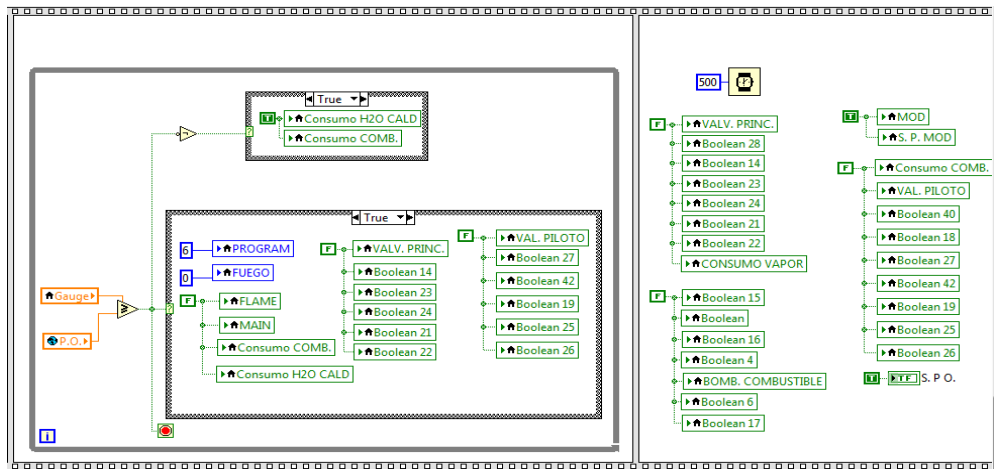 True
T
Consumo H2O CALD
Consumo COMB.
True
6
PROGRAM
0
FUEGO
F
FLAME
MAIN
Consumo COMB.
Consumo H2O CALD
F
VALV. PRINC.
Boolean 14
Boolean 23
Boolean 24
Boolean 21
Boolean 22
F
VAL. PILOTO
Boolean 27
Boolean 42
Boolean 19
Boolean 25
Boolean 26
Gauge
P.O.
≥
?
?
i
500
F
VALV. PRINC.
Boolean 28
Boolean 14
Boolean 23
Boolean 24
Boolean 21
Boolean 22
CONSUMO VAPOR
F
Boolean 15
Boolean
Boolean 16
Boolean 4
BOMB. COMBUSTIBLE
Boolean 6
Boolean 17
T
MOD
S. P. MOD
F
Consumo COMB.
VAL. PILOTO
Boolean 40
Boolean 18
Boolean 27
Boolean 42
Boolean 19
Boolean 25
Boolean 26
T
TF
S. P O.